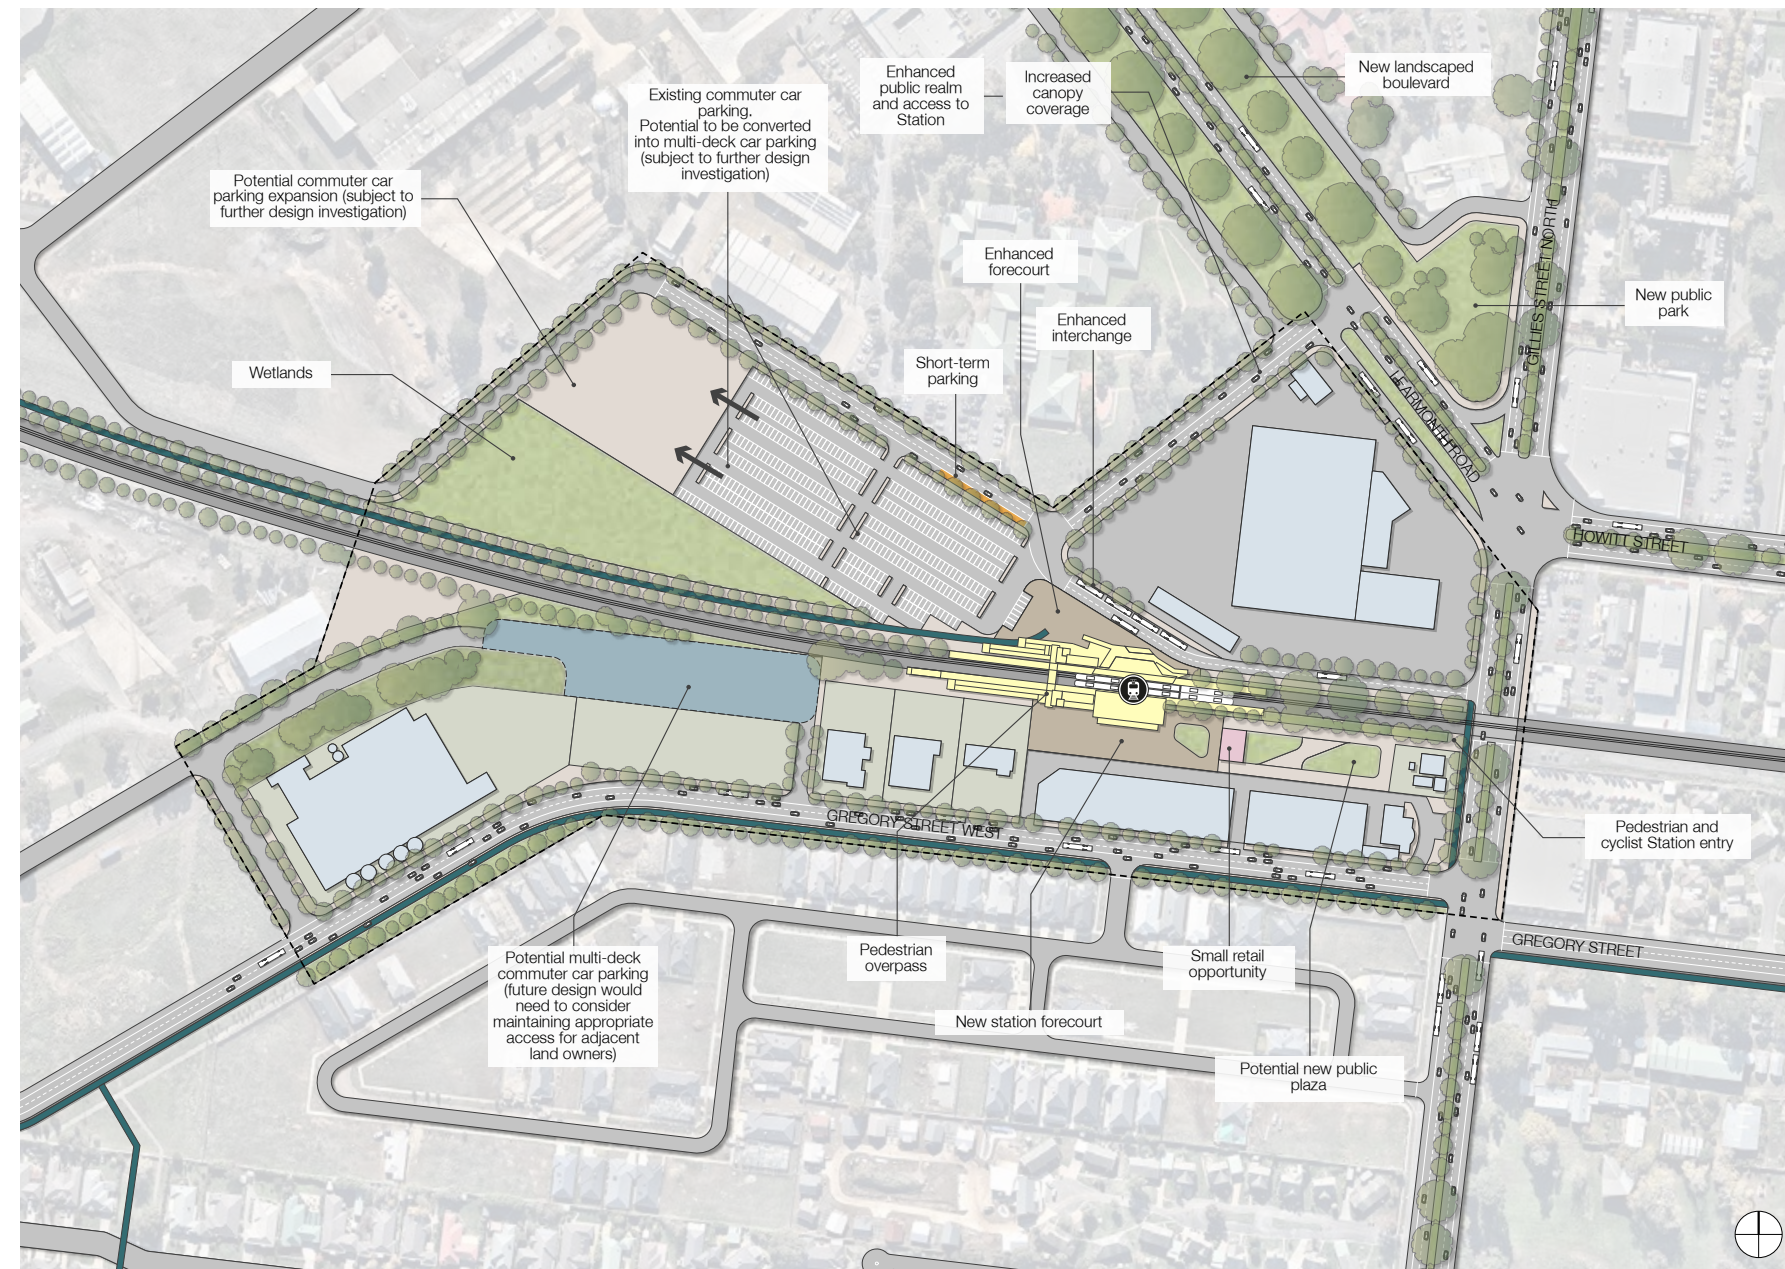 Enhanced
public realm
and access to
Station
Increased
canopy
coverage
New landscaped
boulevard
Existing commuter car
parking.
Potential to be converted
into multi-deck car parking
(subject to further design
investigation)
Potential commuter car
parking expansion (subject to
further design investigation)
Enhanced
forecourt
GILLIES STREET NORTH
New public
park
Enhanced
interchange
Short-term
parking
Wetlands
LEARMONTH ROAD
HOWITT STREET
GREGORY STREET WEST
Pedestrian and
cyclist Station entry
GREGORY STREET
Potential multi-deck
commuter car parking
(future design would
need to consider
maintaining appropriate
access for adjacent
land owners)
Pedestrian
overpass
Small retail
opportunity
New station forecourt
Potential new public
plaza